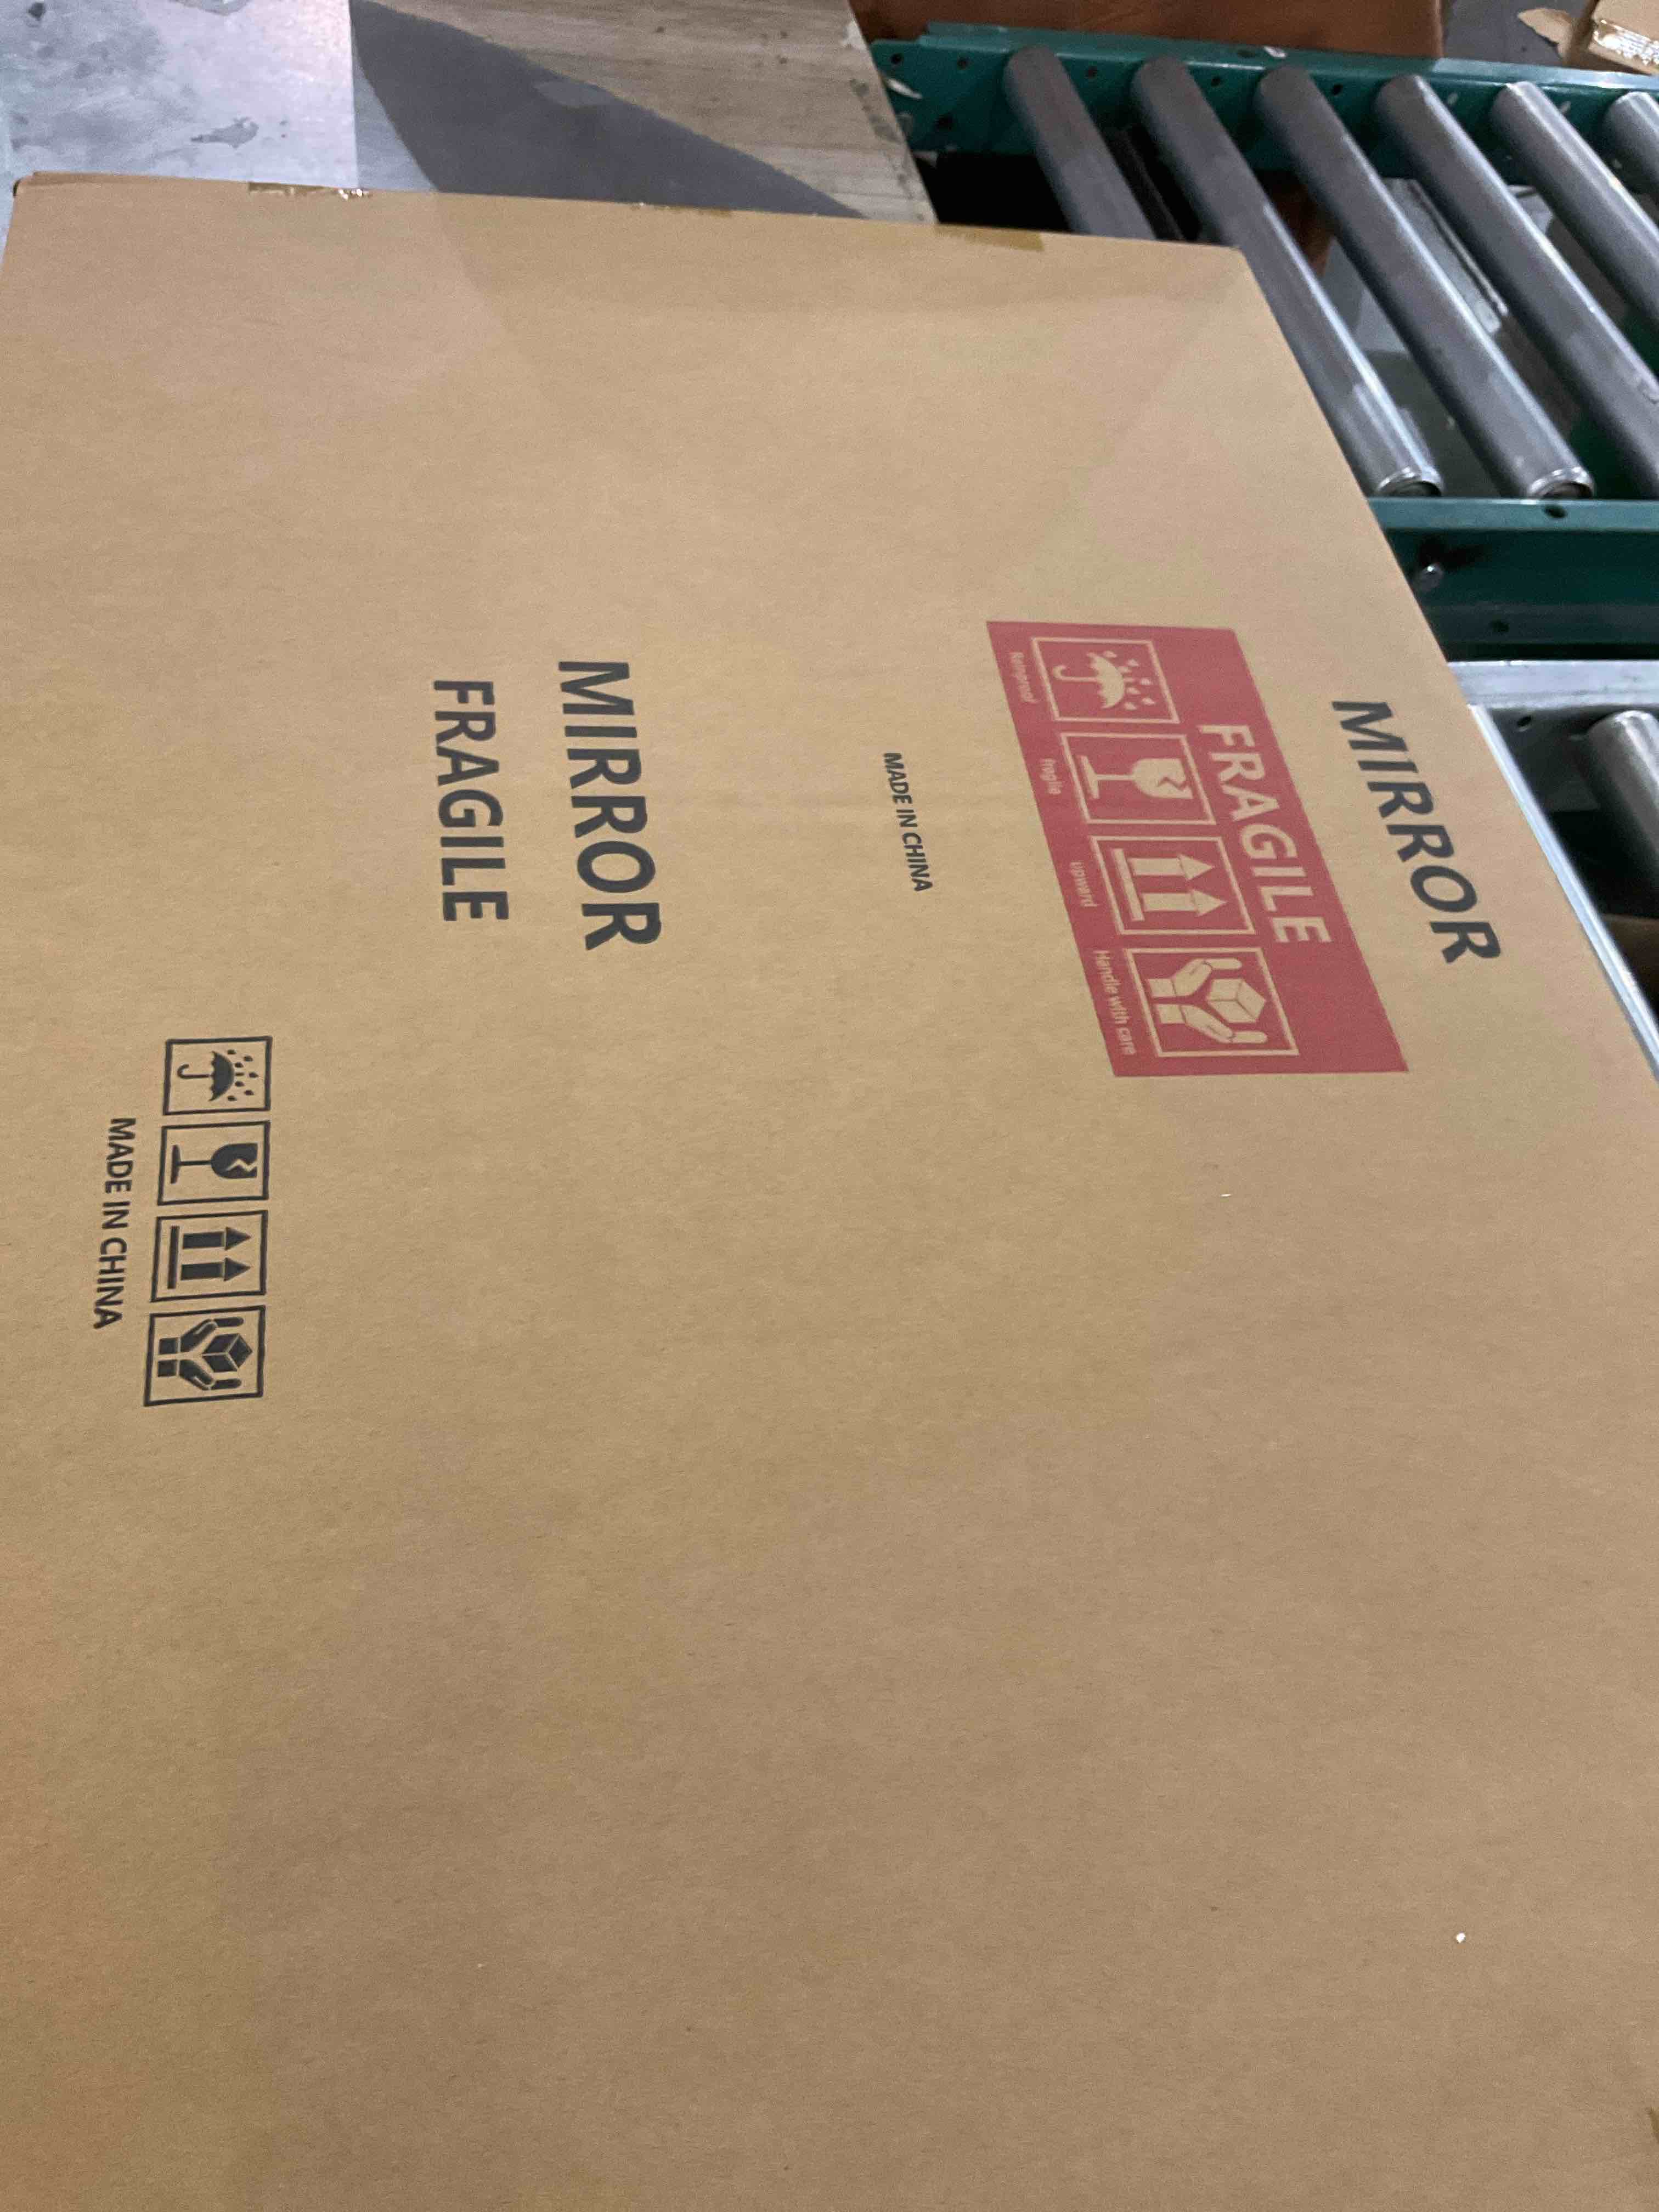 MIRROR
FRAGILE
Rainproof
fragile
upward
Handle with care
MADE IN CHINA
MIRROR
FRAGILE
MADE IN CHINA